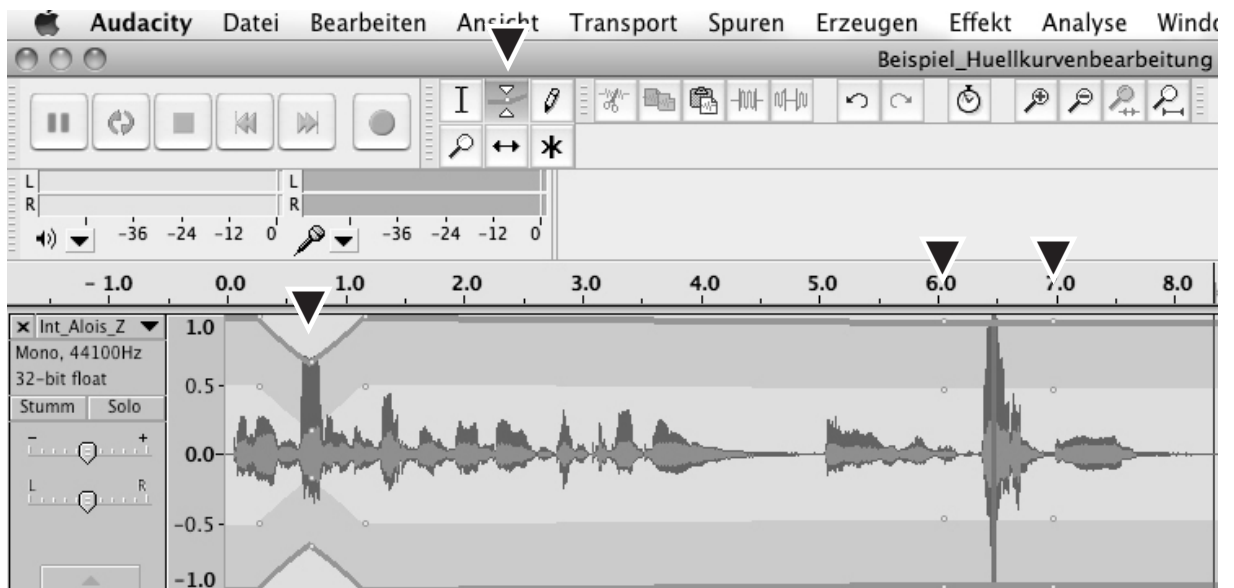 Audacity Datei Bearbeiten Ansicht Transport Spuren Erzeugen Effekt Analyse Windo
Beispiel_Huellkurvenbearbeitung
L L
R R
-36 -24 -12 0 -36 -24 -12 0
- 1.0 0.0 1.0 2.0 3.0 4.0 5.0 6.0 7.0 8.0
Int_Alois_Z 1.0
Mono, 44100Hz
32-bit float 0.5
Stumm Solo
- +
0.0
L R
-0.5
-1.0